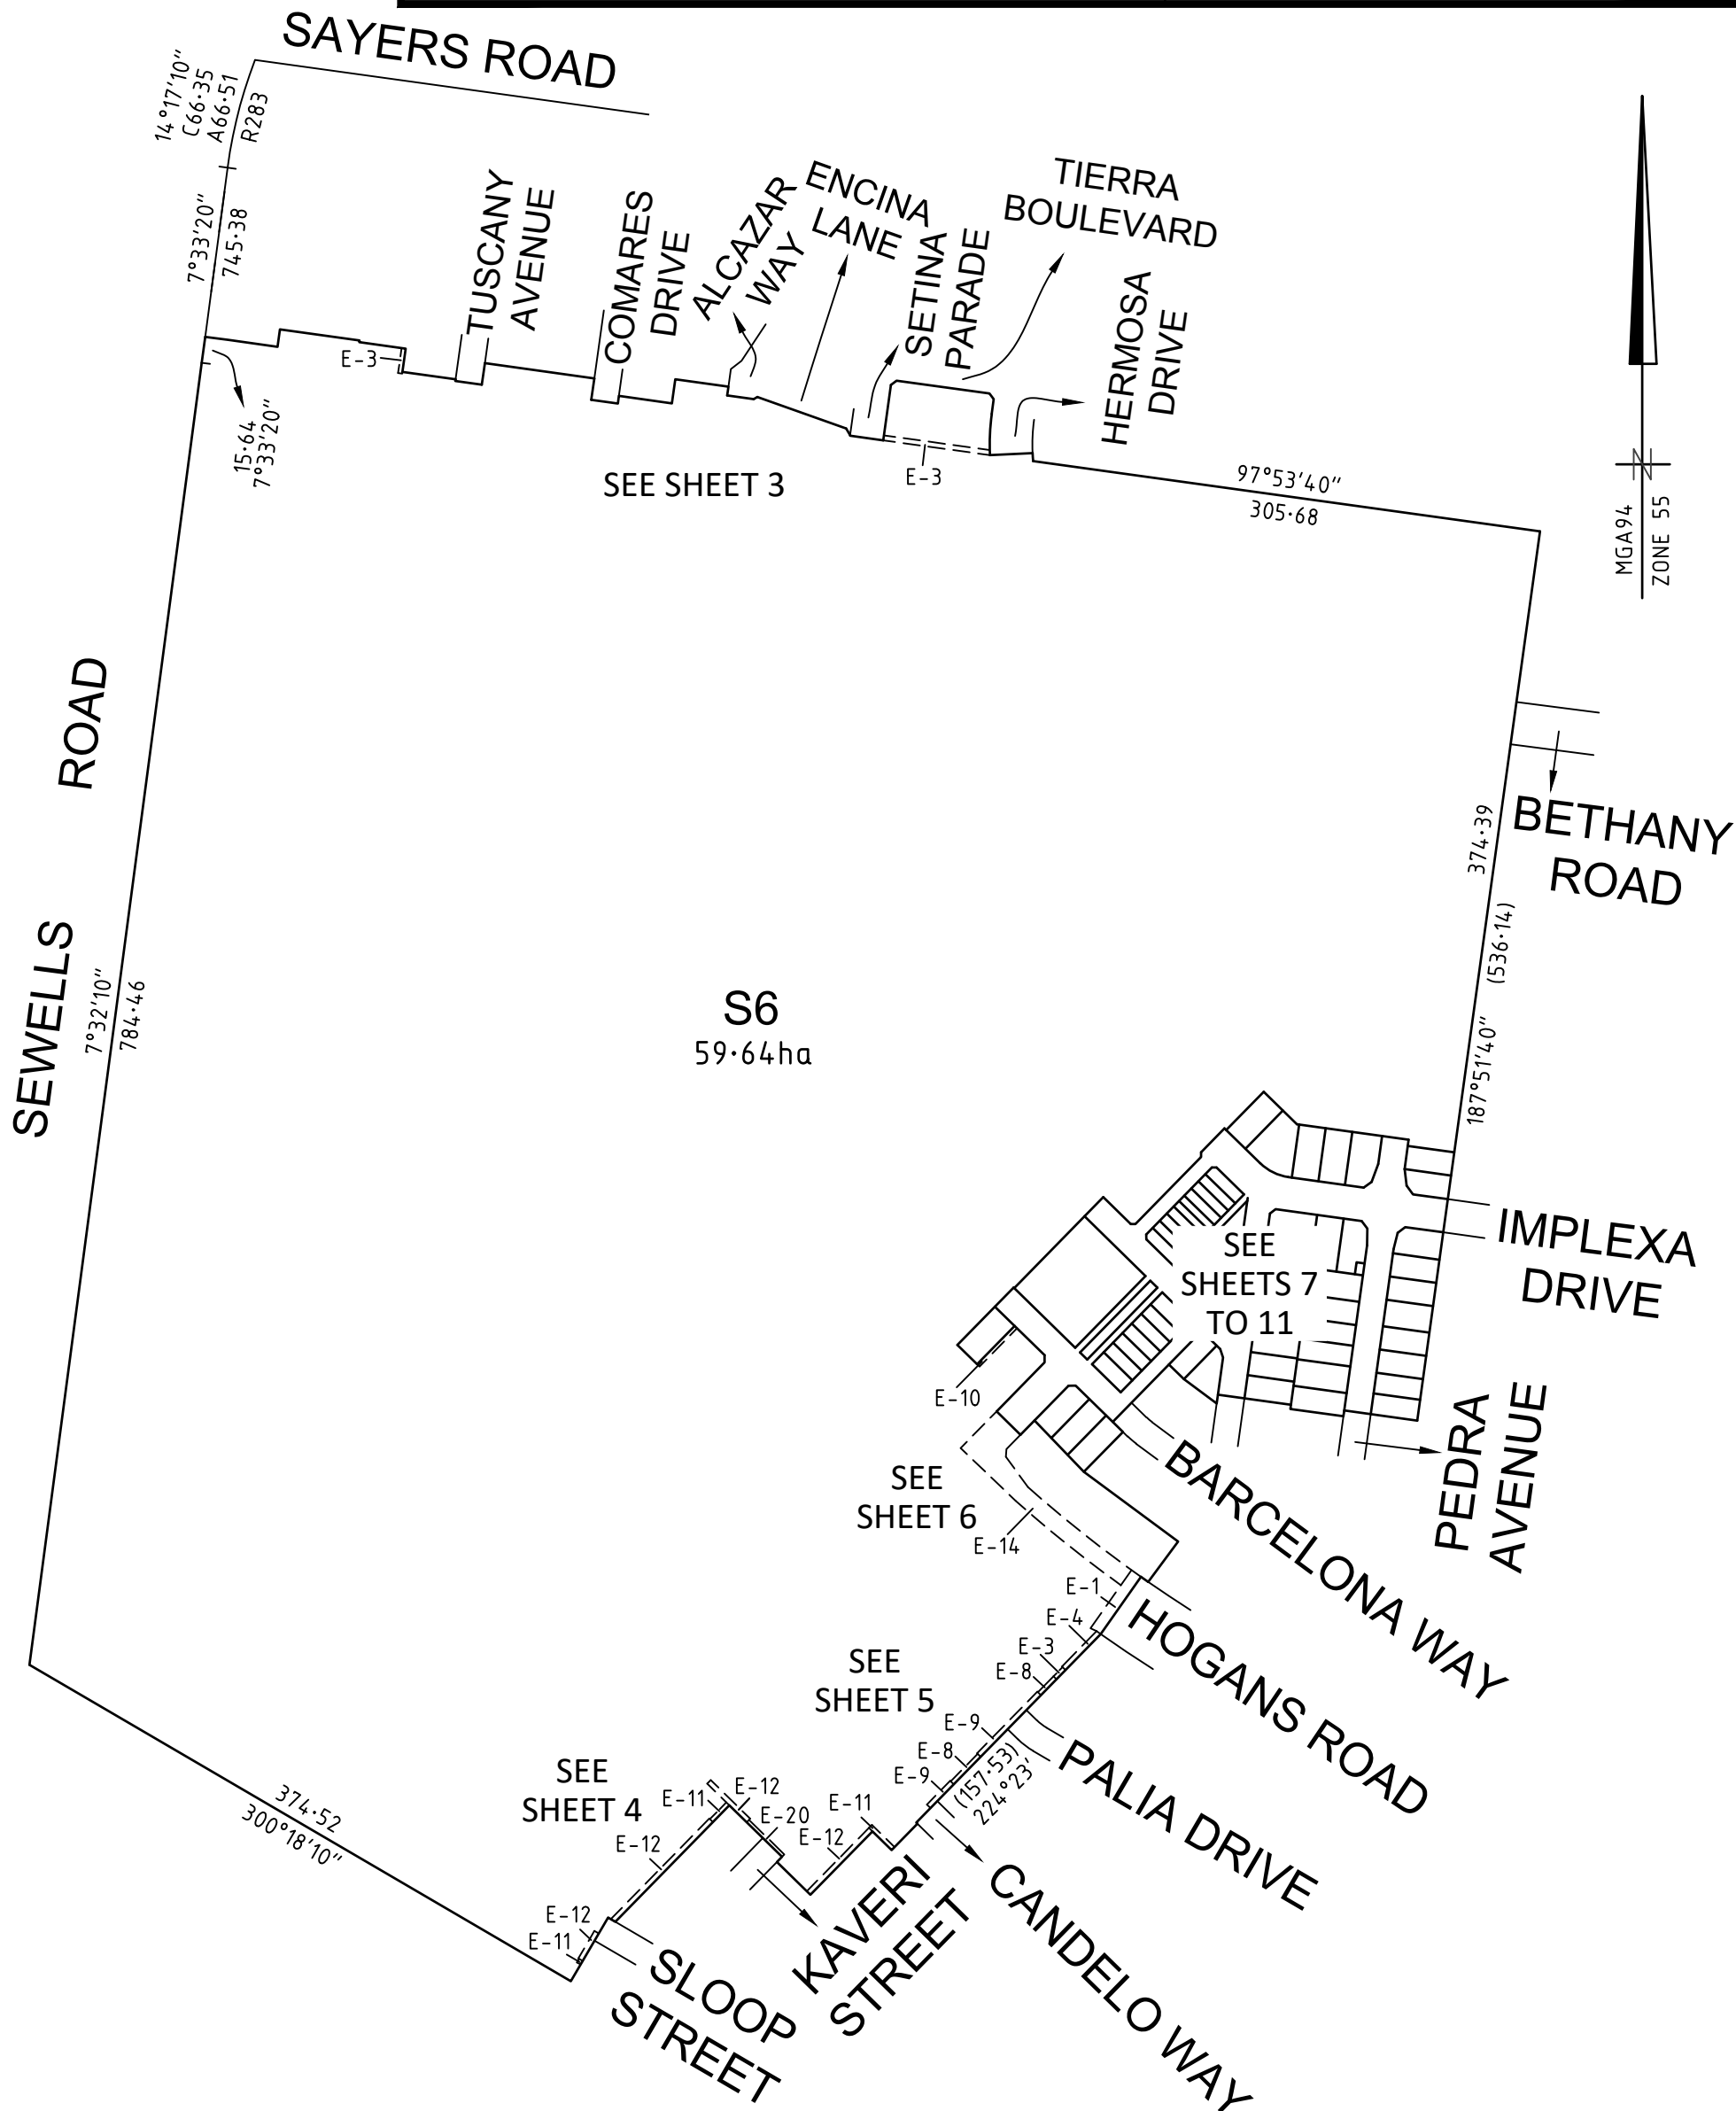 SAYERS ROAD
14°17'10"
C66·35
A66·51
R283
7°33'20"
745·38
TUSCANY
AVENUE
COMARES
DRIVE
ALCAZAR
WAY
ENCINA
LANE
SETINA
PARADE
TIERRA
BOULEVARD
HERMOSA
DRIVE
E-3
15·64
7°33'20"
SEE SHEET 3
E-3
97°53'40"
305·68
MGA94
ZONE 55
N
SEWELLS ROAD
7°32'10"
784·46
S6
59·64ha
BETHANY
ROAD
374·39
(536·14)
187°51'40"
SEE
SHEETS 7
TO 11
IMPLEXA
DRIVE
E-10
PEDRA
AVENUE
BARCELONA WAY
SEE
SHEET 6
E-14
E-1
E-4
E-3
E-8
HOGANS ROAD
SEE
SHEET 5
E-9
E-8
E-9
(157·53)
224°23'
PALIA DRIVE
SEE
SHEET 4
374·52
300°18'10"
E-11
E-12
E-20
E-11
E-12
E-12
E-12
E-11
KAVERI
STREET
CANDELO WAY
SLOOP
STREET